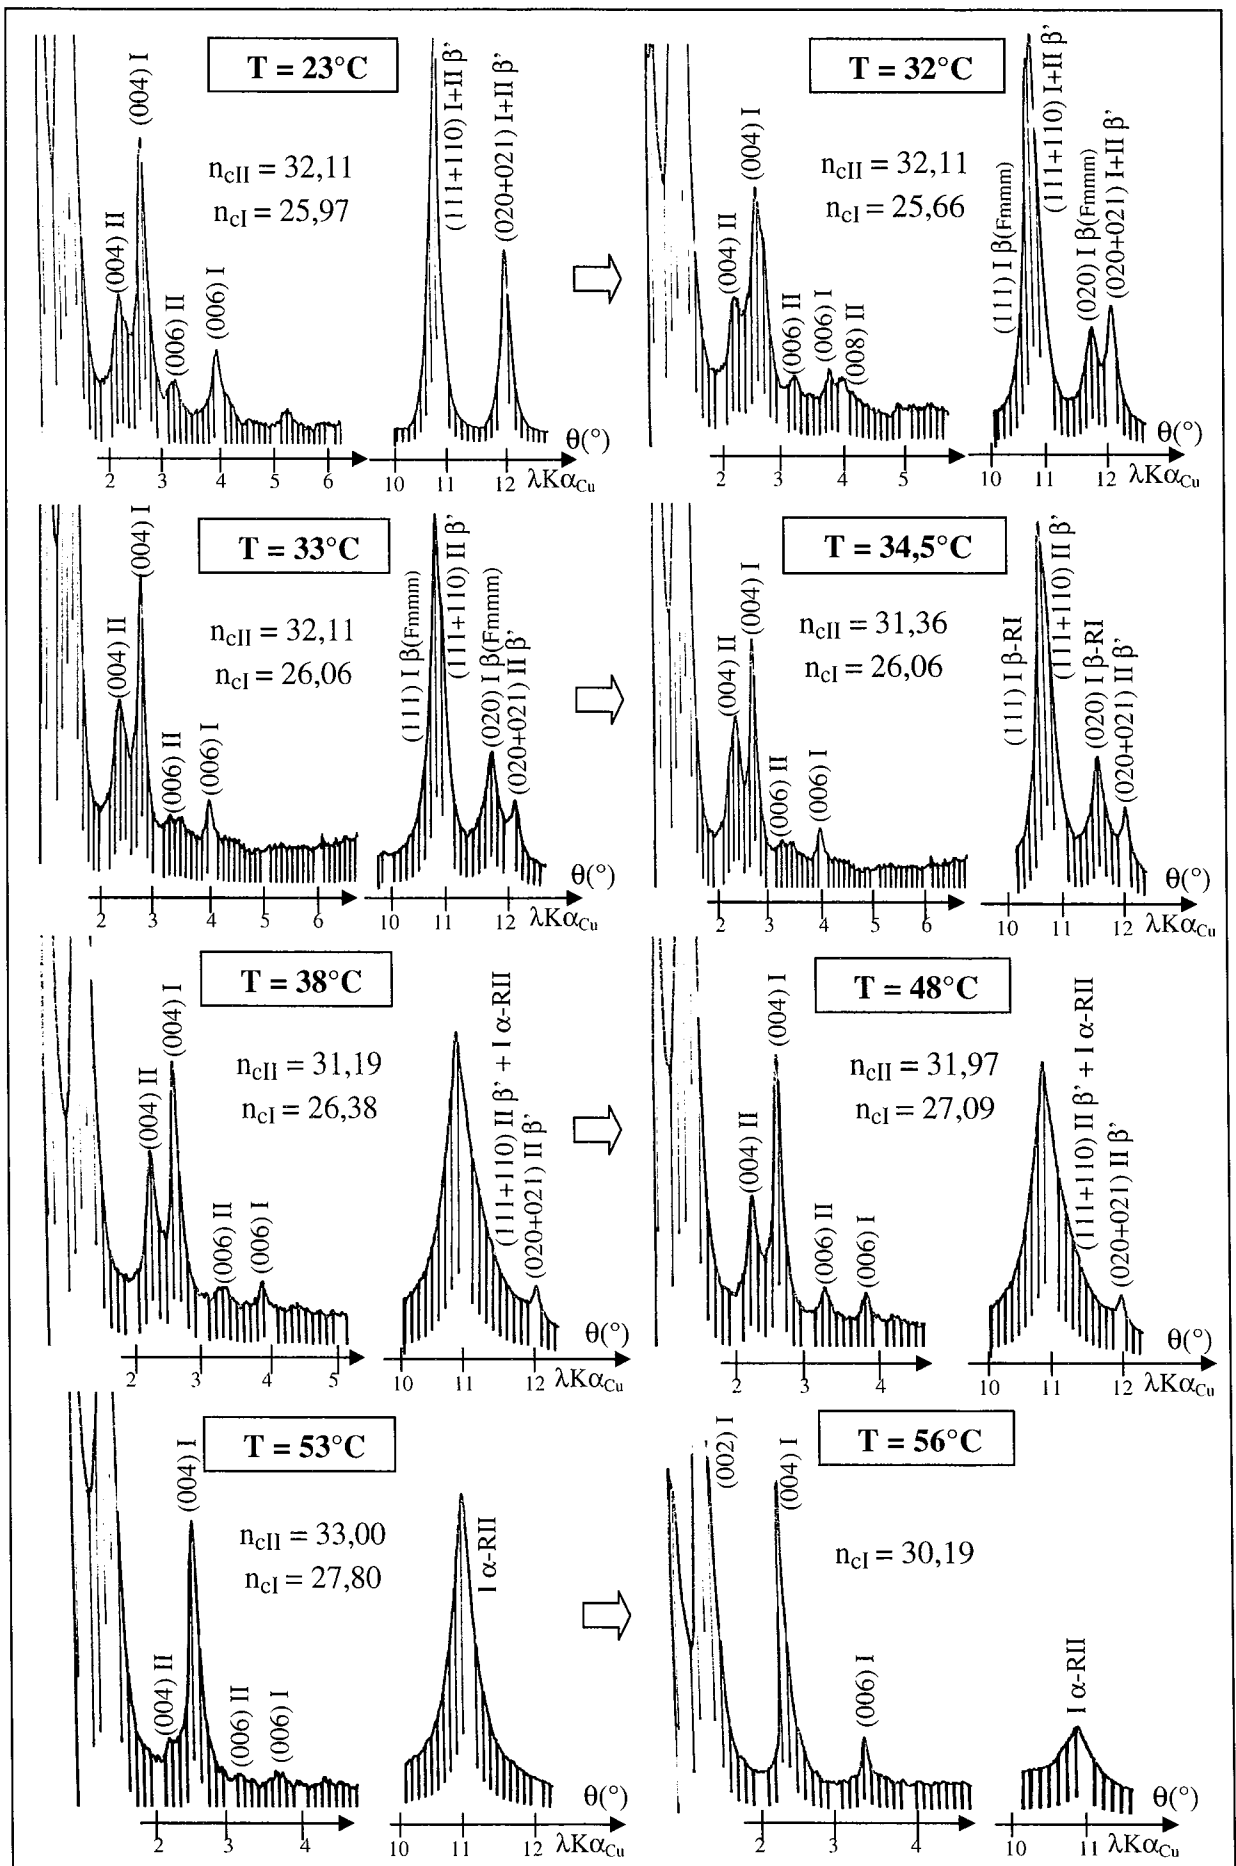 T = 23°C
(004) I
(004) II
(006) II
(006) I
n_cII = 32,11
n_cI = 25,97
(111+110) I+II β'
(020+021) I+II β'
θ(°)
2 3 4 5 6 10 11 12 λKα_Cu
T = 32°C
(004) II
(004) I
(006) II
(006) I
(008) II
n_cII = 32,11
n_cI = 25,66
(111) I β(Fmmm)
(111+110) I+II β'
(020) I β(Fmmm)
(020+021) I+II β'
θ(°)
2 3 4 5 10 11 12 λKα_Cu
T = 33°C
(004) II
(004) I
(006) II
(006) I
n_cII = 32,11
n_cI = 26,06
(111) I β(Fmmm)
(111+110) II β'
(020) I β(Fmmm)
(020+021) II β'
θ(°)
2 3 4 5 6 10 11 12 λKα_Cu
T = 34,5°C
(004) II
(004) I
(006) II
(006) I
n_cII = 31,36
n_cI = 26,06
(111) I β-RI
(111+110) II β'
(020) I β-RI
(020+021) II β'
θ(°)
2 3 4 5 6 10 11 12 λKα_Cu
T = 38°C
(004) II
(004) I
(006) II
(006) I
n_cII = 31,19
n_cI = 26,38
(111+110) II β' + I α-RII
(020+021) II β'
θ(°)
2 3 4 5 10 11 12 λKα_Cu
T = 48°C
(004) II
(004) I
(006) II
(006) I
n_cII = 31,97
n_cI = 27,09
(111+110) II β' + I α-RII
(020+021) II β'
θ(°)
2 3 4 10 11 12 λKα_Cu
T = 53°C
(004) II
(004) I
(006) II
(006) I
n_cII = 33,00
n_cI = 27,80
I α-RII
θ(°)
2 3 4 10 11 12 λKα_Cu
T = 56°C
(002) I
(004) I
(006) I
n_cI = 30,19
I α-RII
θ(°)
2 3 4 10 11 λKα_Cu